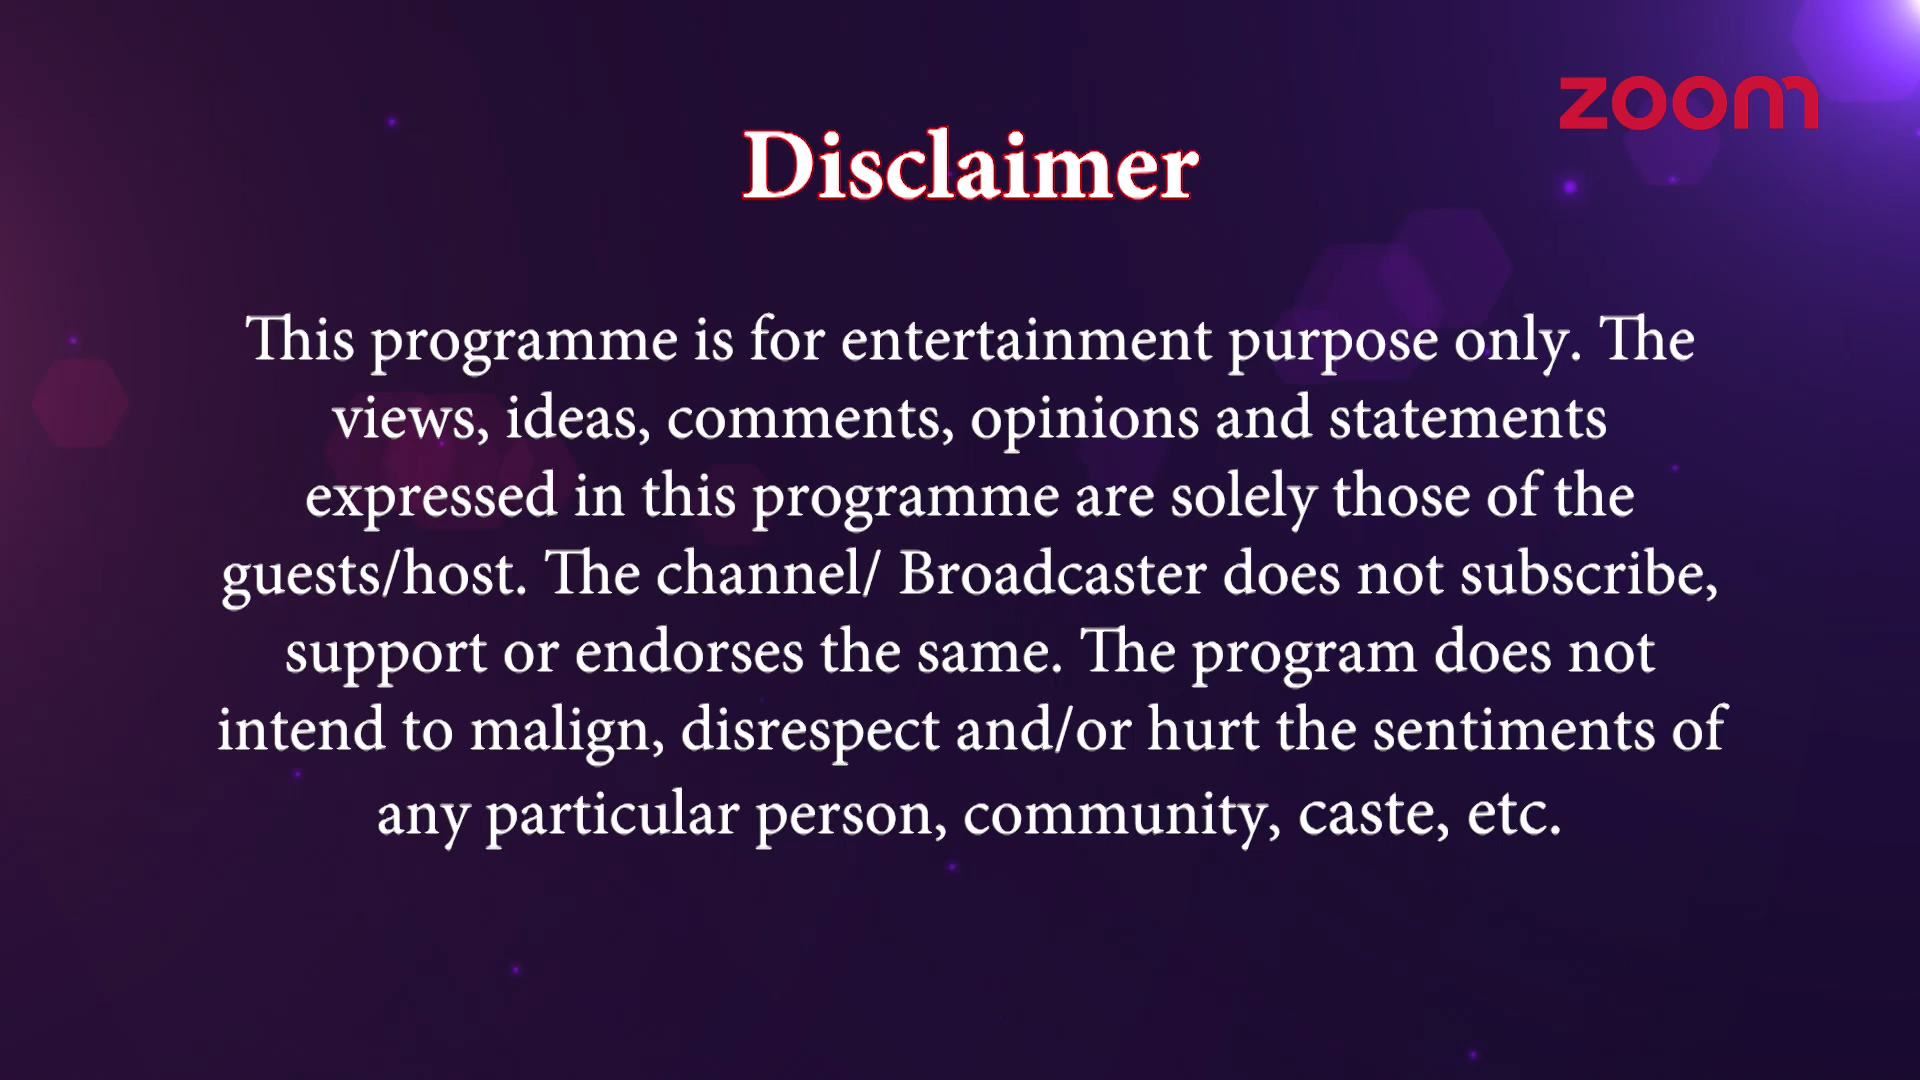 zoom
Disclaimer
This programme is for entertainment purpose only. The
views, ideas, comments, opinions and statements
expressed in this programme are solely those of the
guests/host. The channel/ Broadcaster does not subscribe,
support or endorses the same. The program does not
intend to malign, disrespect and/or hurt the sentiments of
any particular person, community, caste, etc.